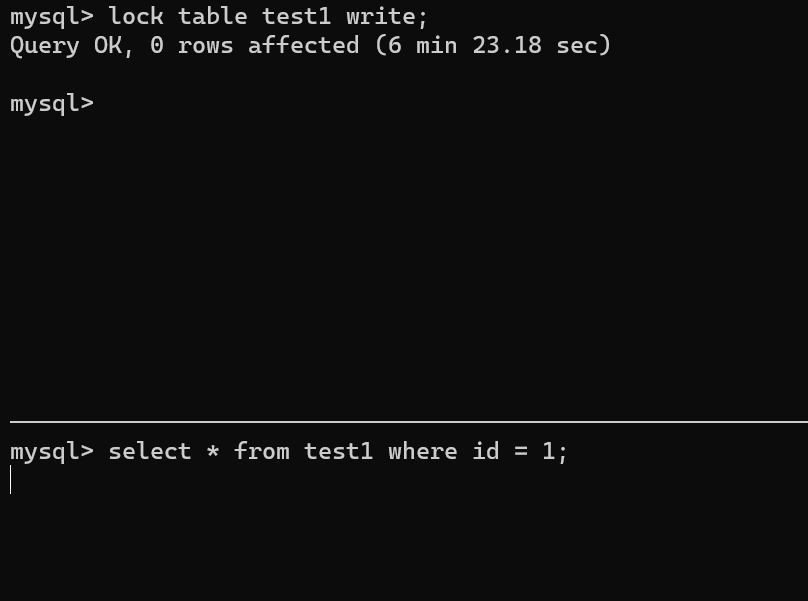 mysql> lock table test1 write;
Query OK, 0 rows affected (6 min 23.18 sec)
mysql>
mysql> select * from test1 where id = 1;